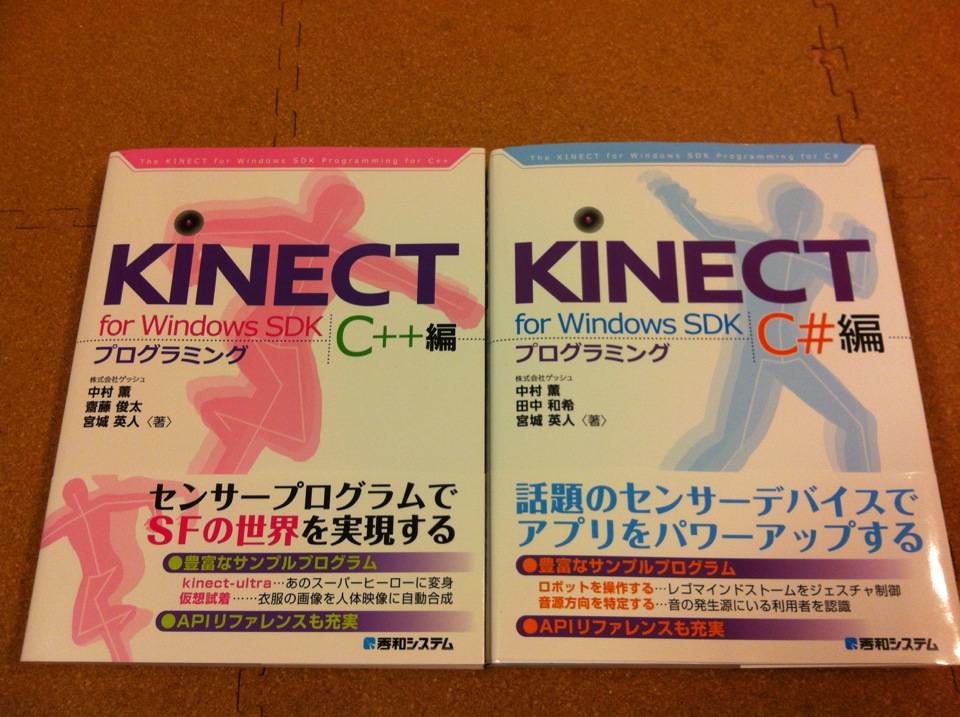 The KINECT for Windows SDK Programming for C++
KINECT
for Windows SDK
プログラミング
C++編
株式会社ゲッシュ
中村 薫
齋藤 俊太
宮城 英人〈著〉
センサープログラムで
SFの世界を実現する
●豊富なサンプルプログラム
kinect-ultra…あのスーパーヒーローに変身
仮想試着……衣服の画像を人体映像に自動合成
●APIリファレンスも充実
秀和システム
The KINECT for Windows SDK Programming for C#
KINECT
for Windows SDK
プログラミング
C#編
株式会社ゲッシュ
中村 薫
田中 和希
宮城 英人〈著〉
話題のセンサーデバイスで
アプリをパワーアップする
●豊富なサンプルプログラム
ロボットを操作する…レゴマインドストームをジェスチャ制御
音源方向を特定する…音の発生源にいる利用者を認識
●APIリファレンスも充実
秀和システム